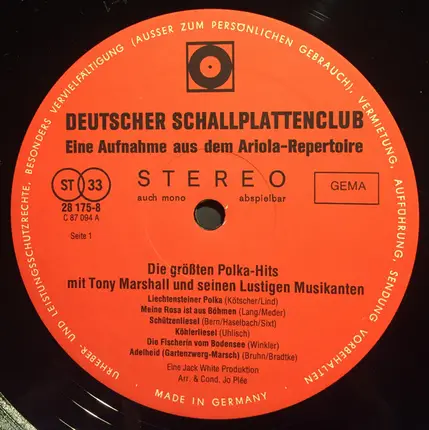 URHEBER UND LEISTUNGSSCHUTZRECHTE, BESONDERS VERVIELFÄLTIGUNG (AUSSER ZUM PERSÖNLICHEN GEBRAUCH), VERMIETUNG, AUFFÜHRUNG, SENDUNG VORBEHALTEN
DEUTSCHER SCHALLPLATTENCLUB
Eine Aufnahme aus dem Ariola-Repertoire
ST 33
STEREO
GEMA
auch mono abspielbar
28 175-8
C 87 094 A
Seite 1
Die größten Polka-Hits
mit Tony Marshall und seinen Lustigen Musikanten
Liechtensteiner Polka (Kötscher/Lind)
Meine Rosa ist aus Böhmen (Lang/Meder)
Schützenliesel (Bern/Haselbach/Sixt)
Köhlerliesel (Uhlisch)
Die Fischerin vom Bodensee (Winkler)
Adelheid (Gartenzwerg-Marsch) (Bruhn/Bradtke)
Eine Jack White Produktion
Arr. & Cond. Jo Plée
MADE IN GERMANY